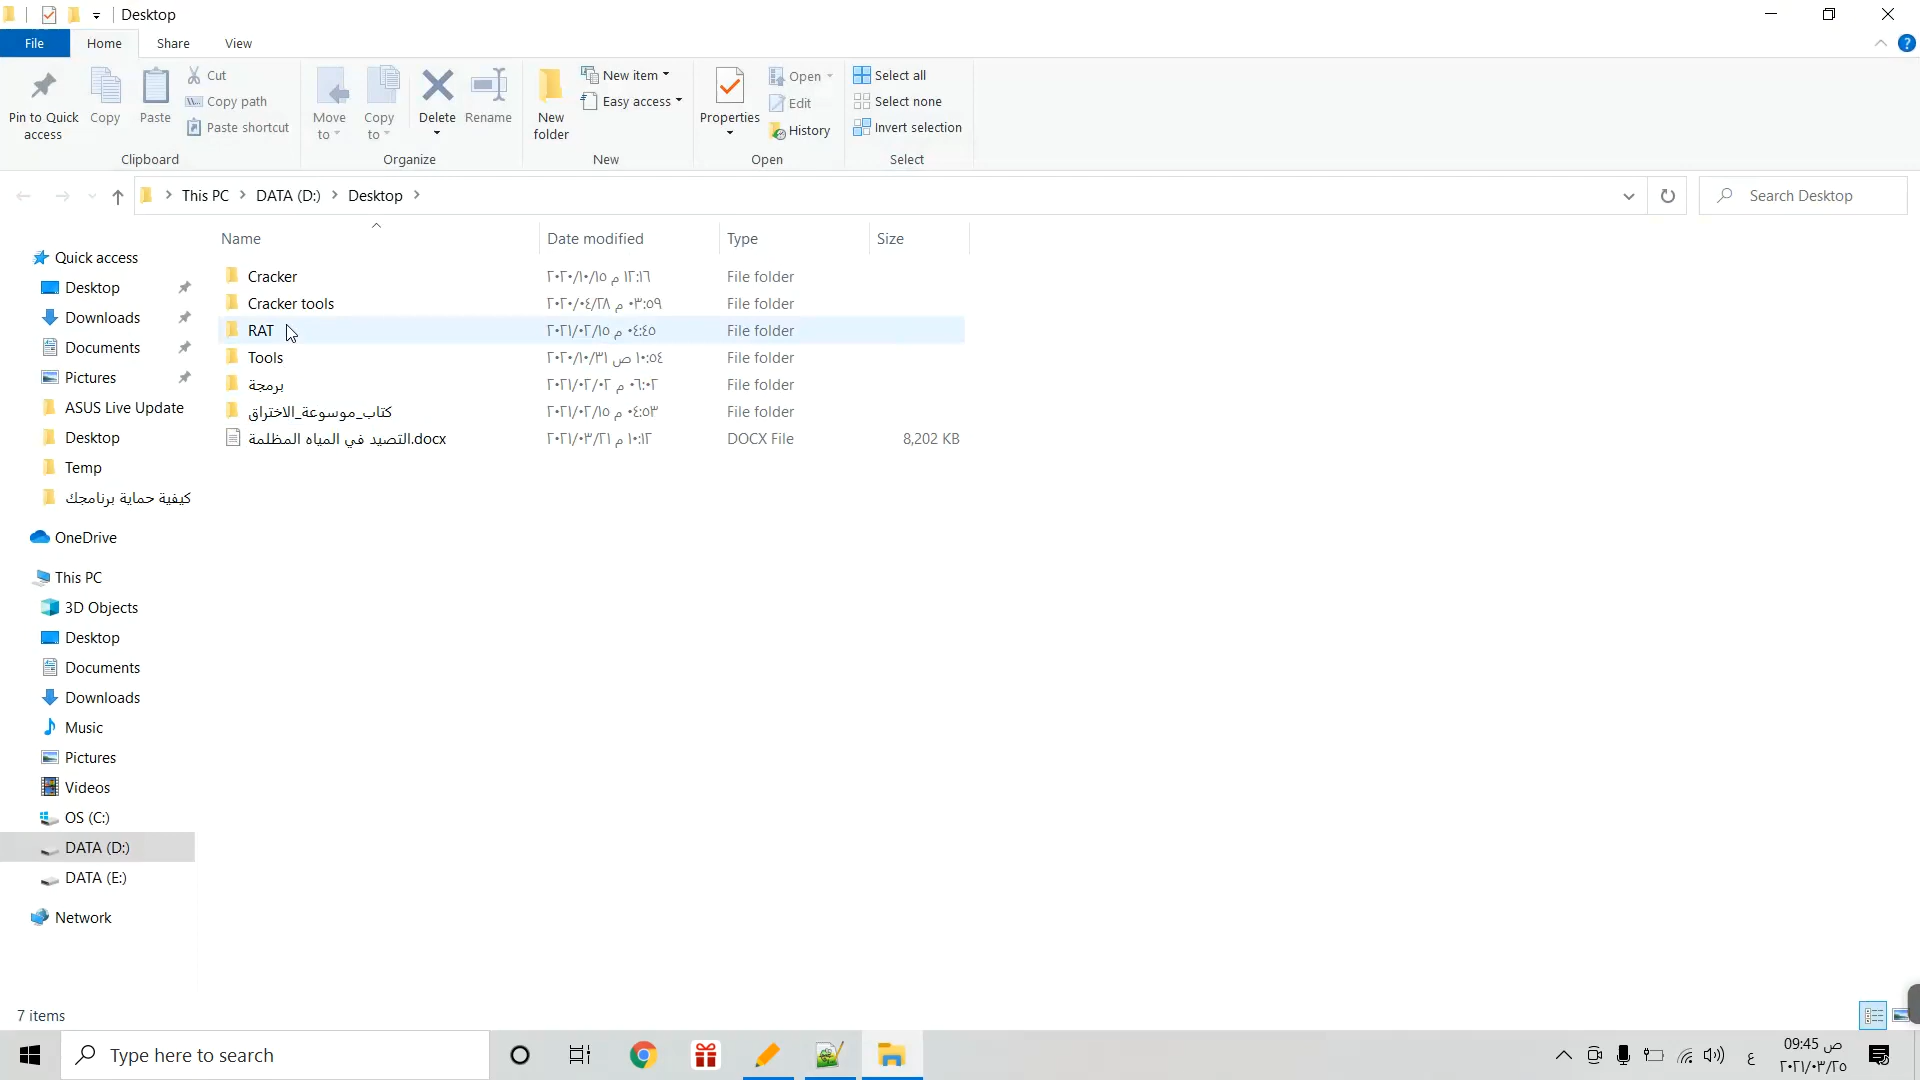 Desktop
File Home Share View
Pin to Quick access
Copy
Paste
Cut
Copy path
Paste shortcut
Clipboard
Move to
Copy to
Delete
Rename
Organize
New folder
New item
Easy access
New
Properties
Open
Edit
History
Open
Select all
Select none
Invert selection
Select
This PC > DATA (D:) > Desktop >
Search Desktop
Name Date modified Type Size
Cracker ٢٠٢٠/١٠/١٥ م ١٢:١٦ File folder
Cracker tools ٢٠٢٠/٠٤/٢٨ م ٠٣:٥٩ File folder
RAT ٢٠٢١/٠٢/١٥ م ٠٤:٤٥ File folder
Tools ٢٠٢٠/١٠/٣١ ص ١٠:٥٤ File folder
برمجة ٢٠٢١/٠٢/٠٢ م ٠٦:٠٢ File folder
كتاب_موسوعة_الاختراق ٢٠٢١/٠٢/١٥ م ٠٤:٥٣ File folder
التصيد في المياه المظلمة.docx ٢٠٢١/٠٣/٢١ م ١٠:١٢ DOCX File 8,202 KB
Quick access
Desktop
Downloads
Documents
Pictures
ASUS Live Update
Desktop
Temp
كيفية حماية برنامجك
OneDrive
This PC
3D Objects
Desktop
Documents
Downloads
Music
Pictures
Videos
OS (C:)
DATA (D:)
DATA (E:)
Network
7 items
Type here to search
ع
09:45 ص
٢٠٢١/٠٣/٢٥